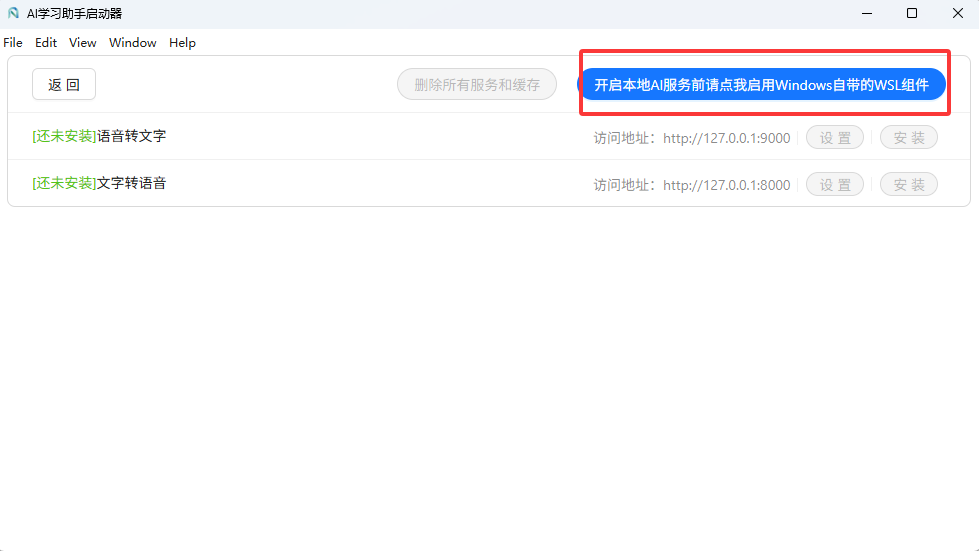 AI学习助手启动器
File Edit View Window Help
返 回 删除所有服务和缓存 开启本地AI服务前请点我启用Windows自带的WSL组件
[还未安装]语音转文字 访问地址：http://127.0.0.1:9000 设 置 安 装
[还未安装]文字转语音 访问地址：http://127.0.0.1:8000 设 置 安 装